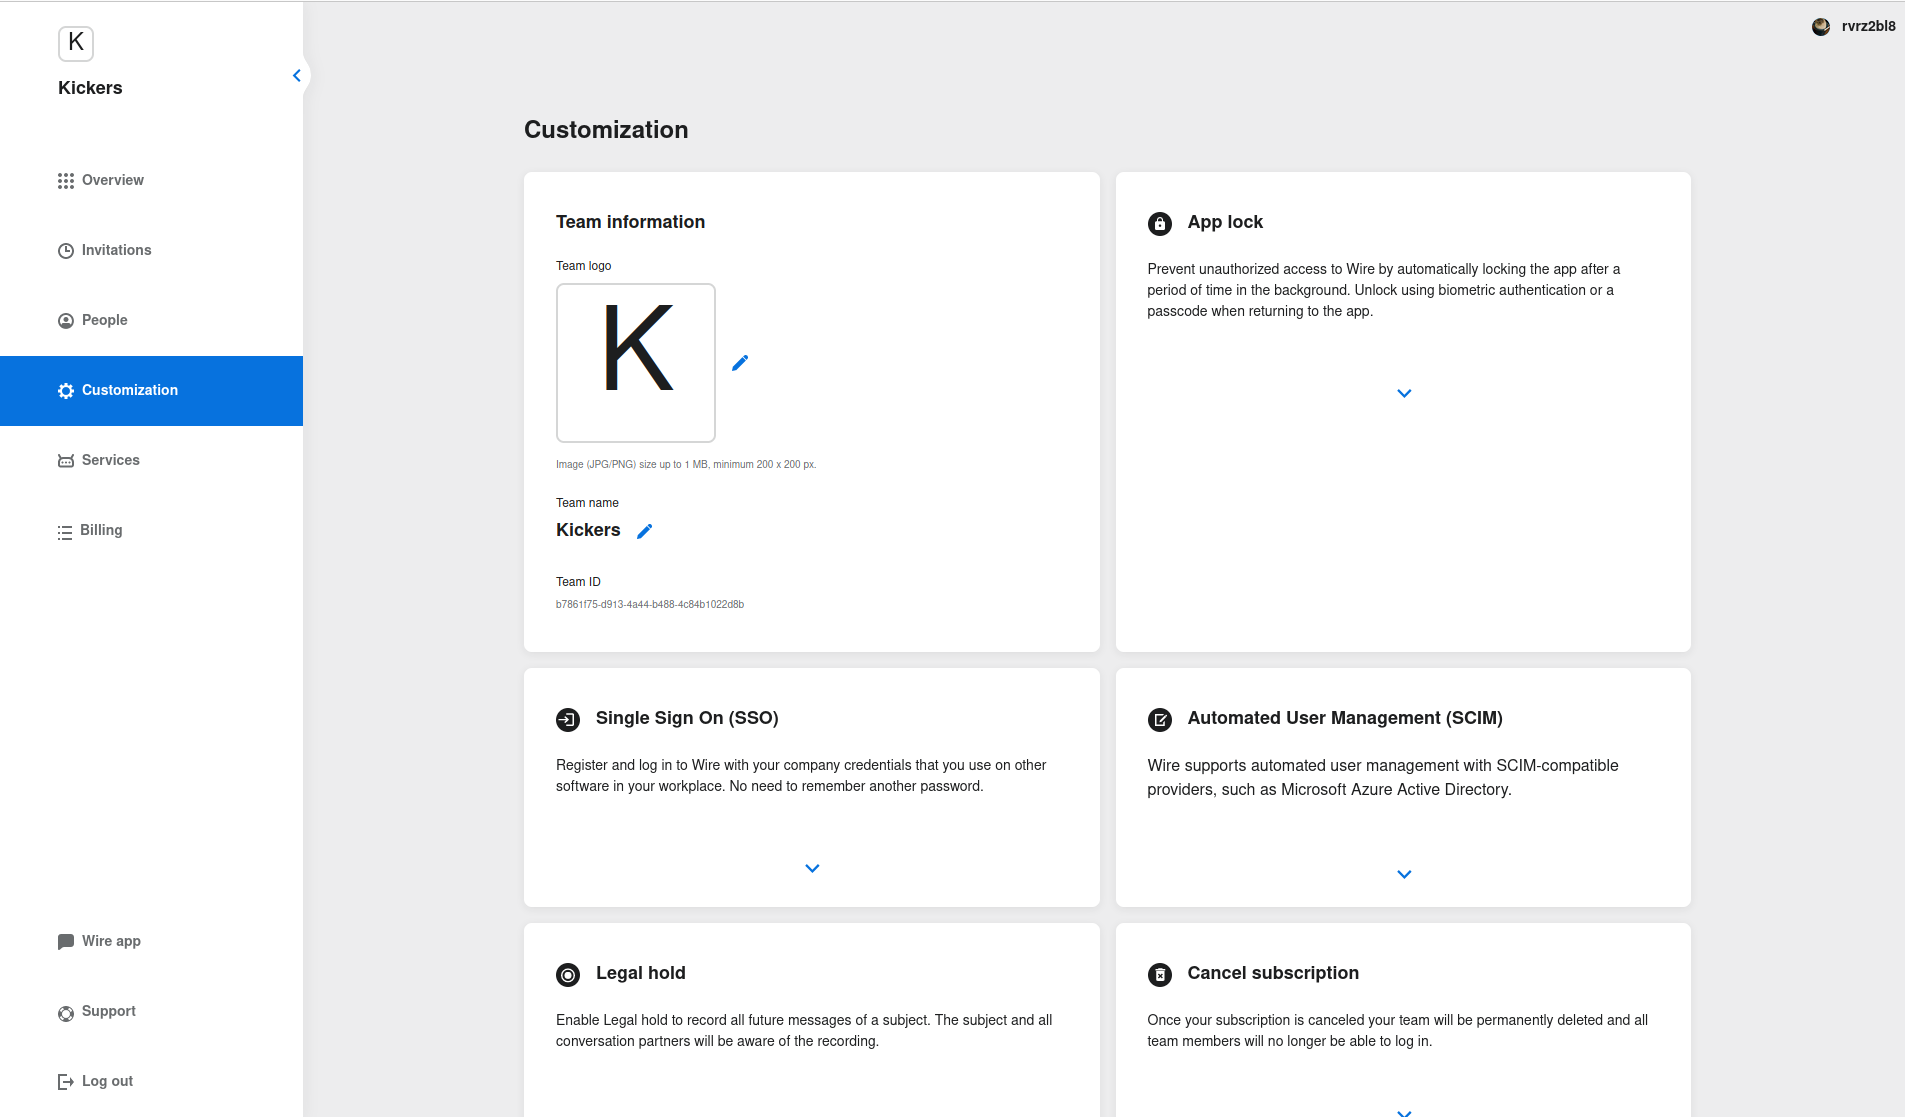 K
Kickers
rvrz2bl8
Overview
Invitations
People
Customization
Services
Billing
Wire app
Support
Log out
Customization
Team information
Team logo
K
Image (JPG/PNG) size up to 1 MB, minimum 200 x 200 px.
Team name
Kickers
Team ID
b7861f75-d913-4a44-b488-4c84b1022d8b
App lock
Prevent unauthorized access to Wire by automatically locking the app after a
period of time in the background. Unlock using biometric authentication or a
passcode when returning to the app.
Single Sign On (SSO)
Register and log in to Wire with your company credentials that you use on other
software in your workplace. No need to remember another password.
Automated User Management (SCIM)
Wire supports automated user management with SCIM-compatible
providers, such as Microsoft Azure Active Directory.
Legal hold
Enable Legal hold to record all future messages of a subject. The subject and all
conversation partners will be aware of the recording.
Cancel subscription
Once your subscription is canceled your team will be permanently deleted and all
team members will no longer be able to log in.